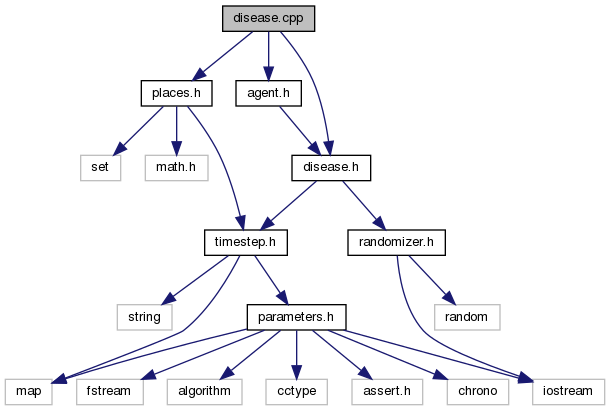 disease.cpp
places.h
agent.h
set
math.h
disease.h
timestep.h
randomizer.h
string
parameters.h
random
map
fstream
algorithm
cctype
assert.h
chrono
iostream